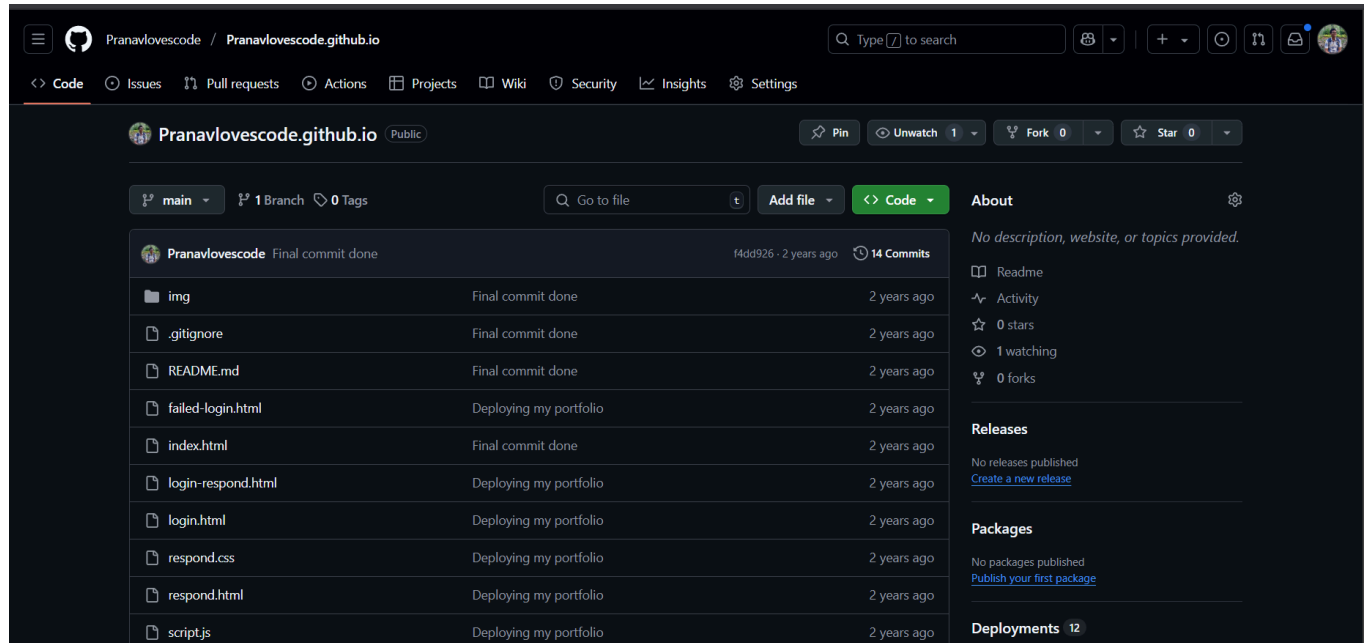 Pranavlovescode / Pranavlovescode.github.io
Type / to search
Code Issues Pull requests Actions Projects Wiki Security Insights Settings
Pranavlovescode.github.io Public
Pin Unwatch 1 Fork 0 Star 0
main 1 Branch 0 Tags Go to file t Add file Code
Pranavlovescode Final commit done f4dd926 · 2 years ago 14 Commits
img Final commit done 2 years ago
.gitignore Final commit done 2 years ago
README.md Final commit done 2 years ago
failed-login.html Deploying my portfolio 2 years ago
index.html Final commit done 2 years ago
login-respond.html Deploying my portfolio 2 years ago
login.html Deploying my portfolio 2 years ago
respond.css Deploying my portfolio 2 years ago
respond.html Deploying my portfolio 2 years ago
script.js Deploying my portfolio 2 years ago
About
No description, website, or topics provided.
Readme
Activity
0 stars
1 watching
0 forks
Releases
No releases published
Create a new release
Packages
No packages published
Publish your first package
Deployments 12